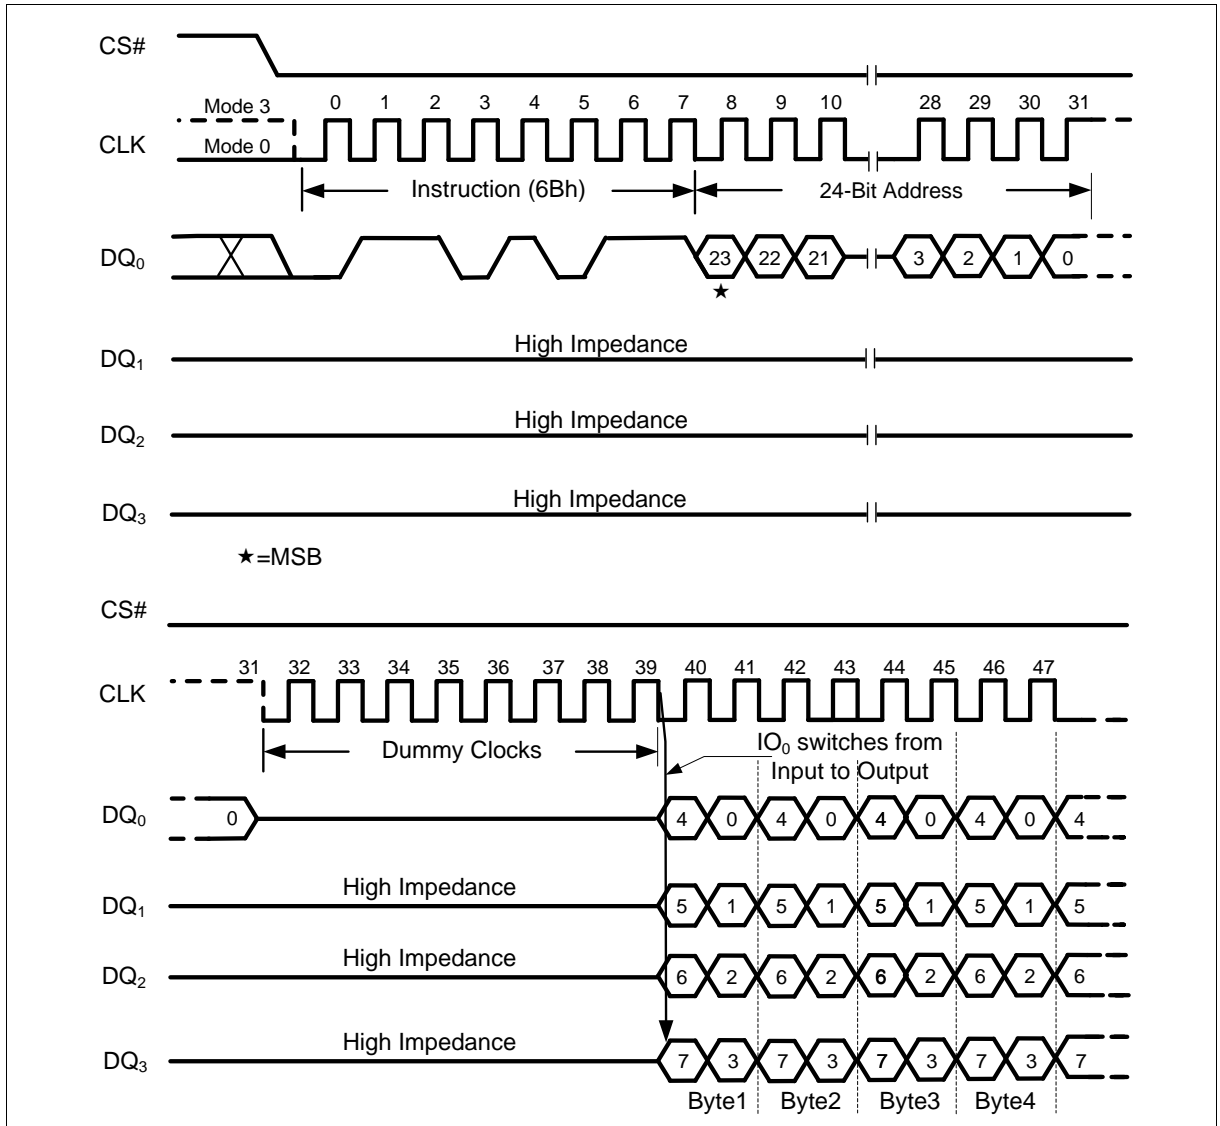 CS#
Mode 3 0 1 2 3 4 5 6 7 8 9 10 28 29 30 31
CLK Mode 0
Instruction (6Bh) 24-Bit Address
DQ0 23 22 21 3 2 1 0
★
High Impedance
DQ1
High Impedance
DQ2
High Impedance
DQ3
★=MSB
CS#
31 32 33 34 35 36 37 38 39 40 41 42 43 44 45 46 47
CLK
Dummy Clocks
IO0 switches from
Input to Output
DQ0 0 4 0 4 0 4 0 4 0 4
High Impedance
DQ1 5 1 5 1 5 1 5 1 5
High Impedance
DQ2 6 2 6 2 6 2 6 2 6
High Impedance
DQ3 7 3 7 3 7 3 7 3 7
Byte1 Byte2 Byte3 Byte4